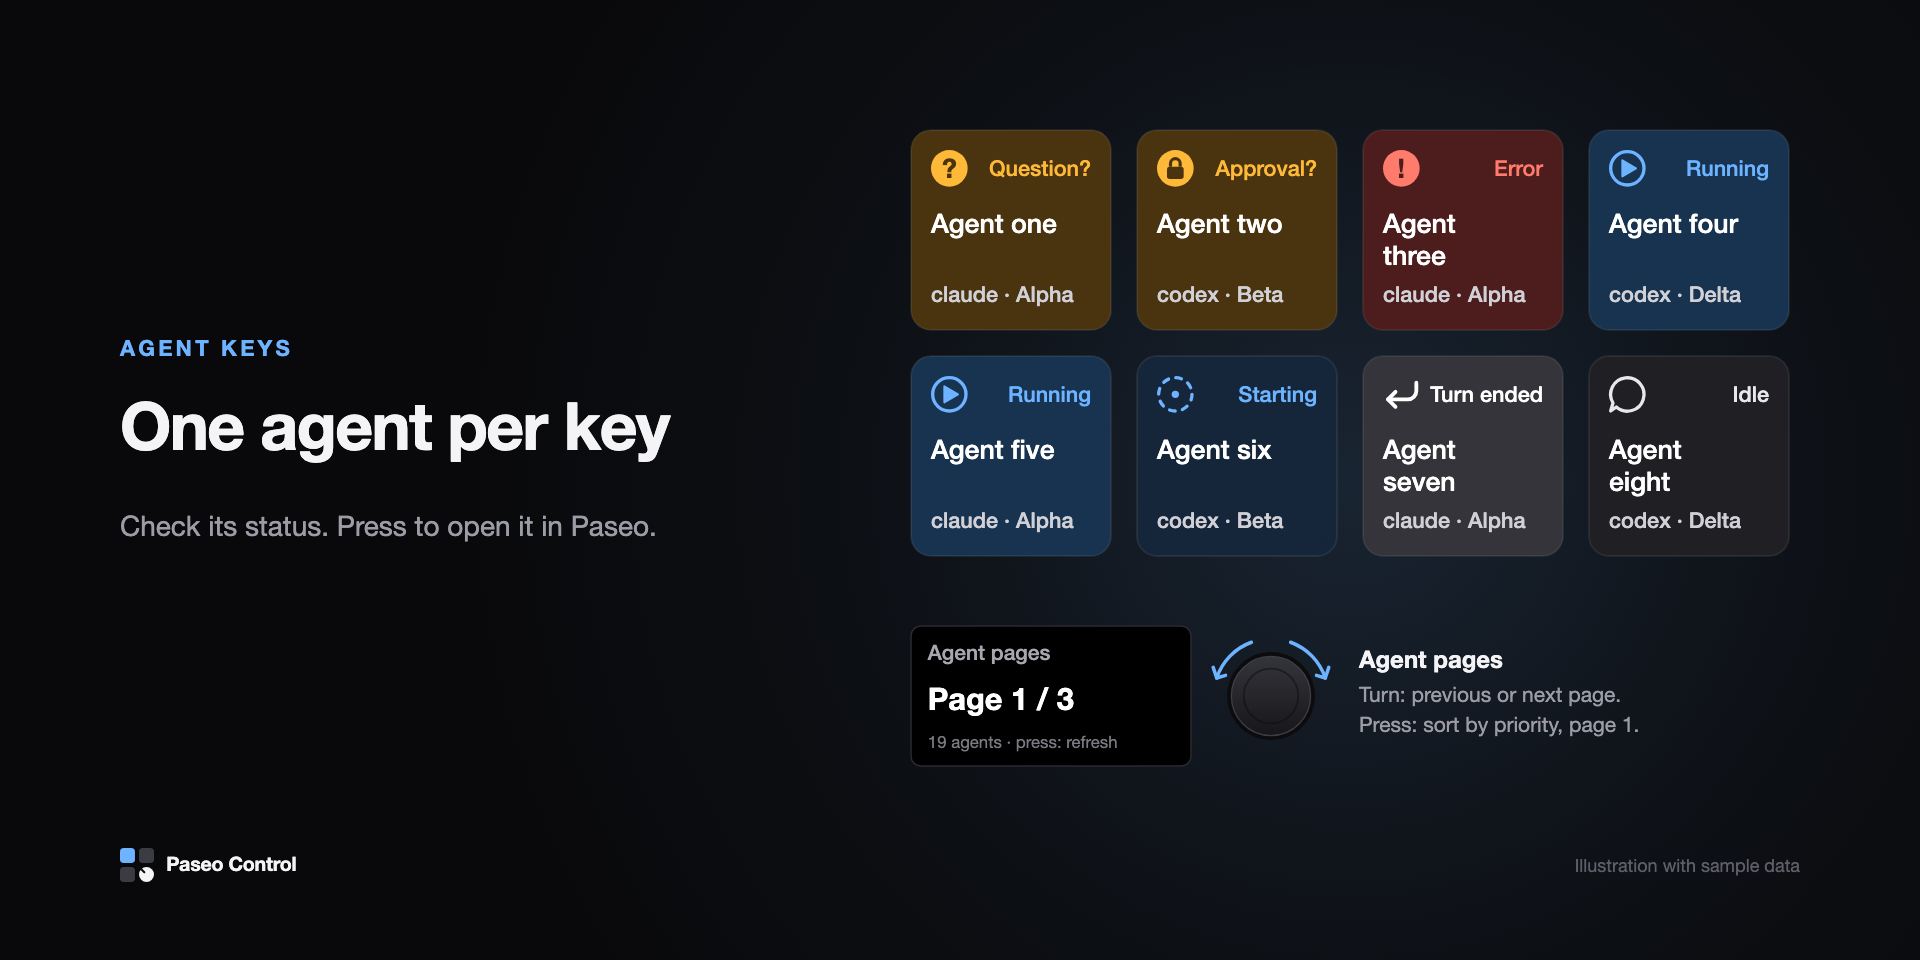 AGENT KEYS
One agent per key
Check its status. Press to open it in Paseo.
? Question?
Agent one
claude · Alpha
Approval?
Agent two
codex · Beta
! Error
Agent
three
claude · Alpha
Running
Agent four
codex · Delta
Running
Agent five
claude · Alpha
Starting
Agent six
codex · Beta
Turn ended
Agent
seven
claude · Alpha
Idle
Agent
eight
codex · Delta
Agent pages
Page 1 / 3
19 agents · press: refresh
Agent pages
Turn: previous or next page.
Press: sort by priority, page 1.
Paseo Control
Illustration with sample data